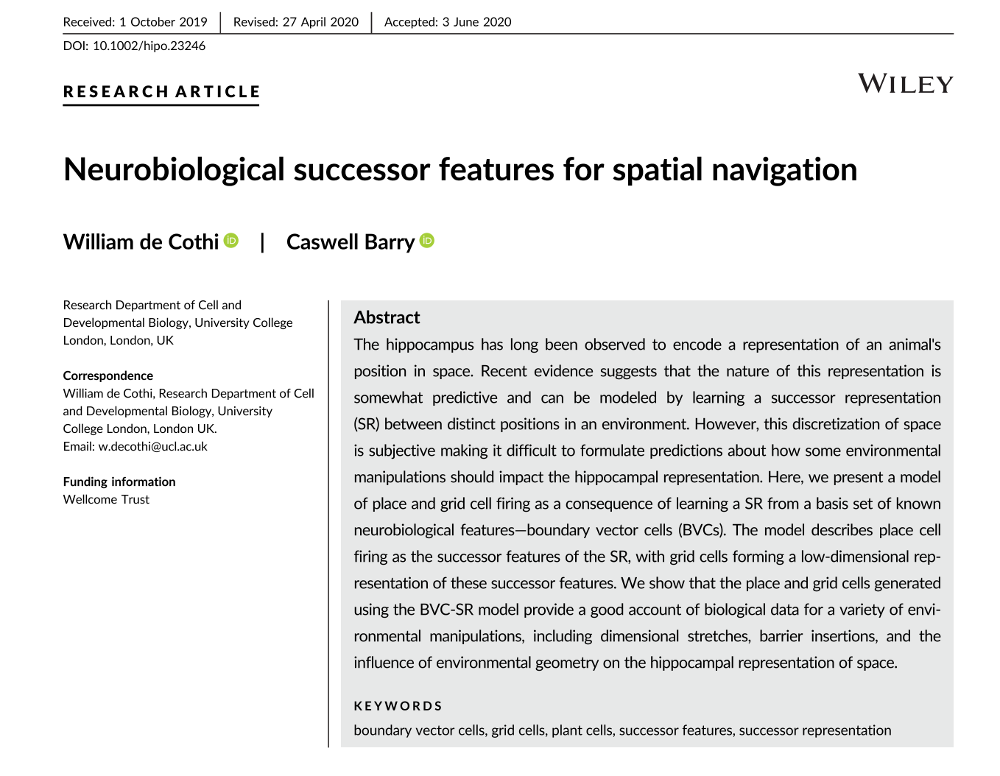 Received: 1 October 2019 | Revised: 27 April 2020 | Accepted: 3 June 2020
DOI: 10.1002/hipo.23246
RESEARCH ARTICLE
WILEY
Neurobiological successor features for spatial navigation
William de Cothi iD | Caswell Barry iD
Research Department of Cell and
Developmental Biology, University College
London, London, UK
Correspondence
William de Cothi, Research Department of Cell
and Developmental Biology, University
College London, London UK.
Email: w.decothi@ucl.ac.uk
Funding information
Wellcome Trust
Abstract
The hippocampus has long been observed to encode a representation of an animal's
position in space. Recent evidence suggests that the nature of this representation is
somewhat predictive and can be modeled by learning a successor representation
(SR) between distinct positions in an environment. However, this discretization of space
is subjective making it difficult to formulate predictions about how some environmental
manipulations should impact the hippocampal representation. Here, we present a model
of place and grid cell firing as a consequence of learning a SR from a basis set of known
neurobiological features—boundary vector cells (BVCs). The model describes place cell
firing as the successor features of the SR, with grid cells forming a low-dimensional rep-
resentation of these successor features. We show that the place and grid cells generated
using the BVC-SR model provide a good account of biological data for a variety of envi-
ronmental manipulations, including dimensional stretches, barrier insertions, and the
influence of environmental geometry on the hippocampal representation of space.
KEYWORDS
boundary vector cells, grid cells, plant cells, successor features, successor representation